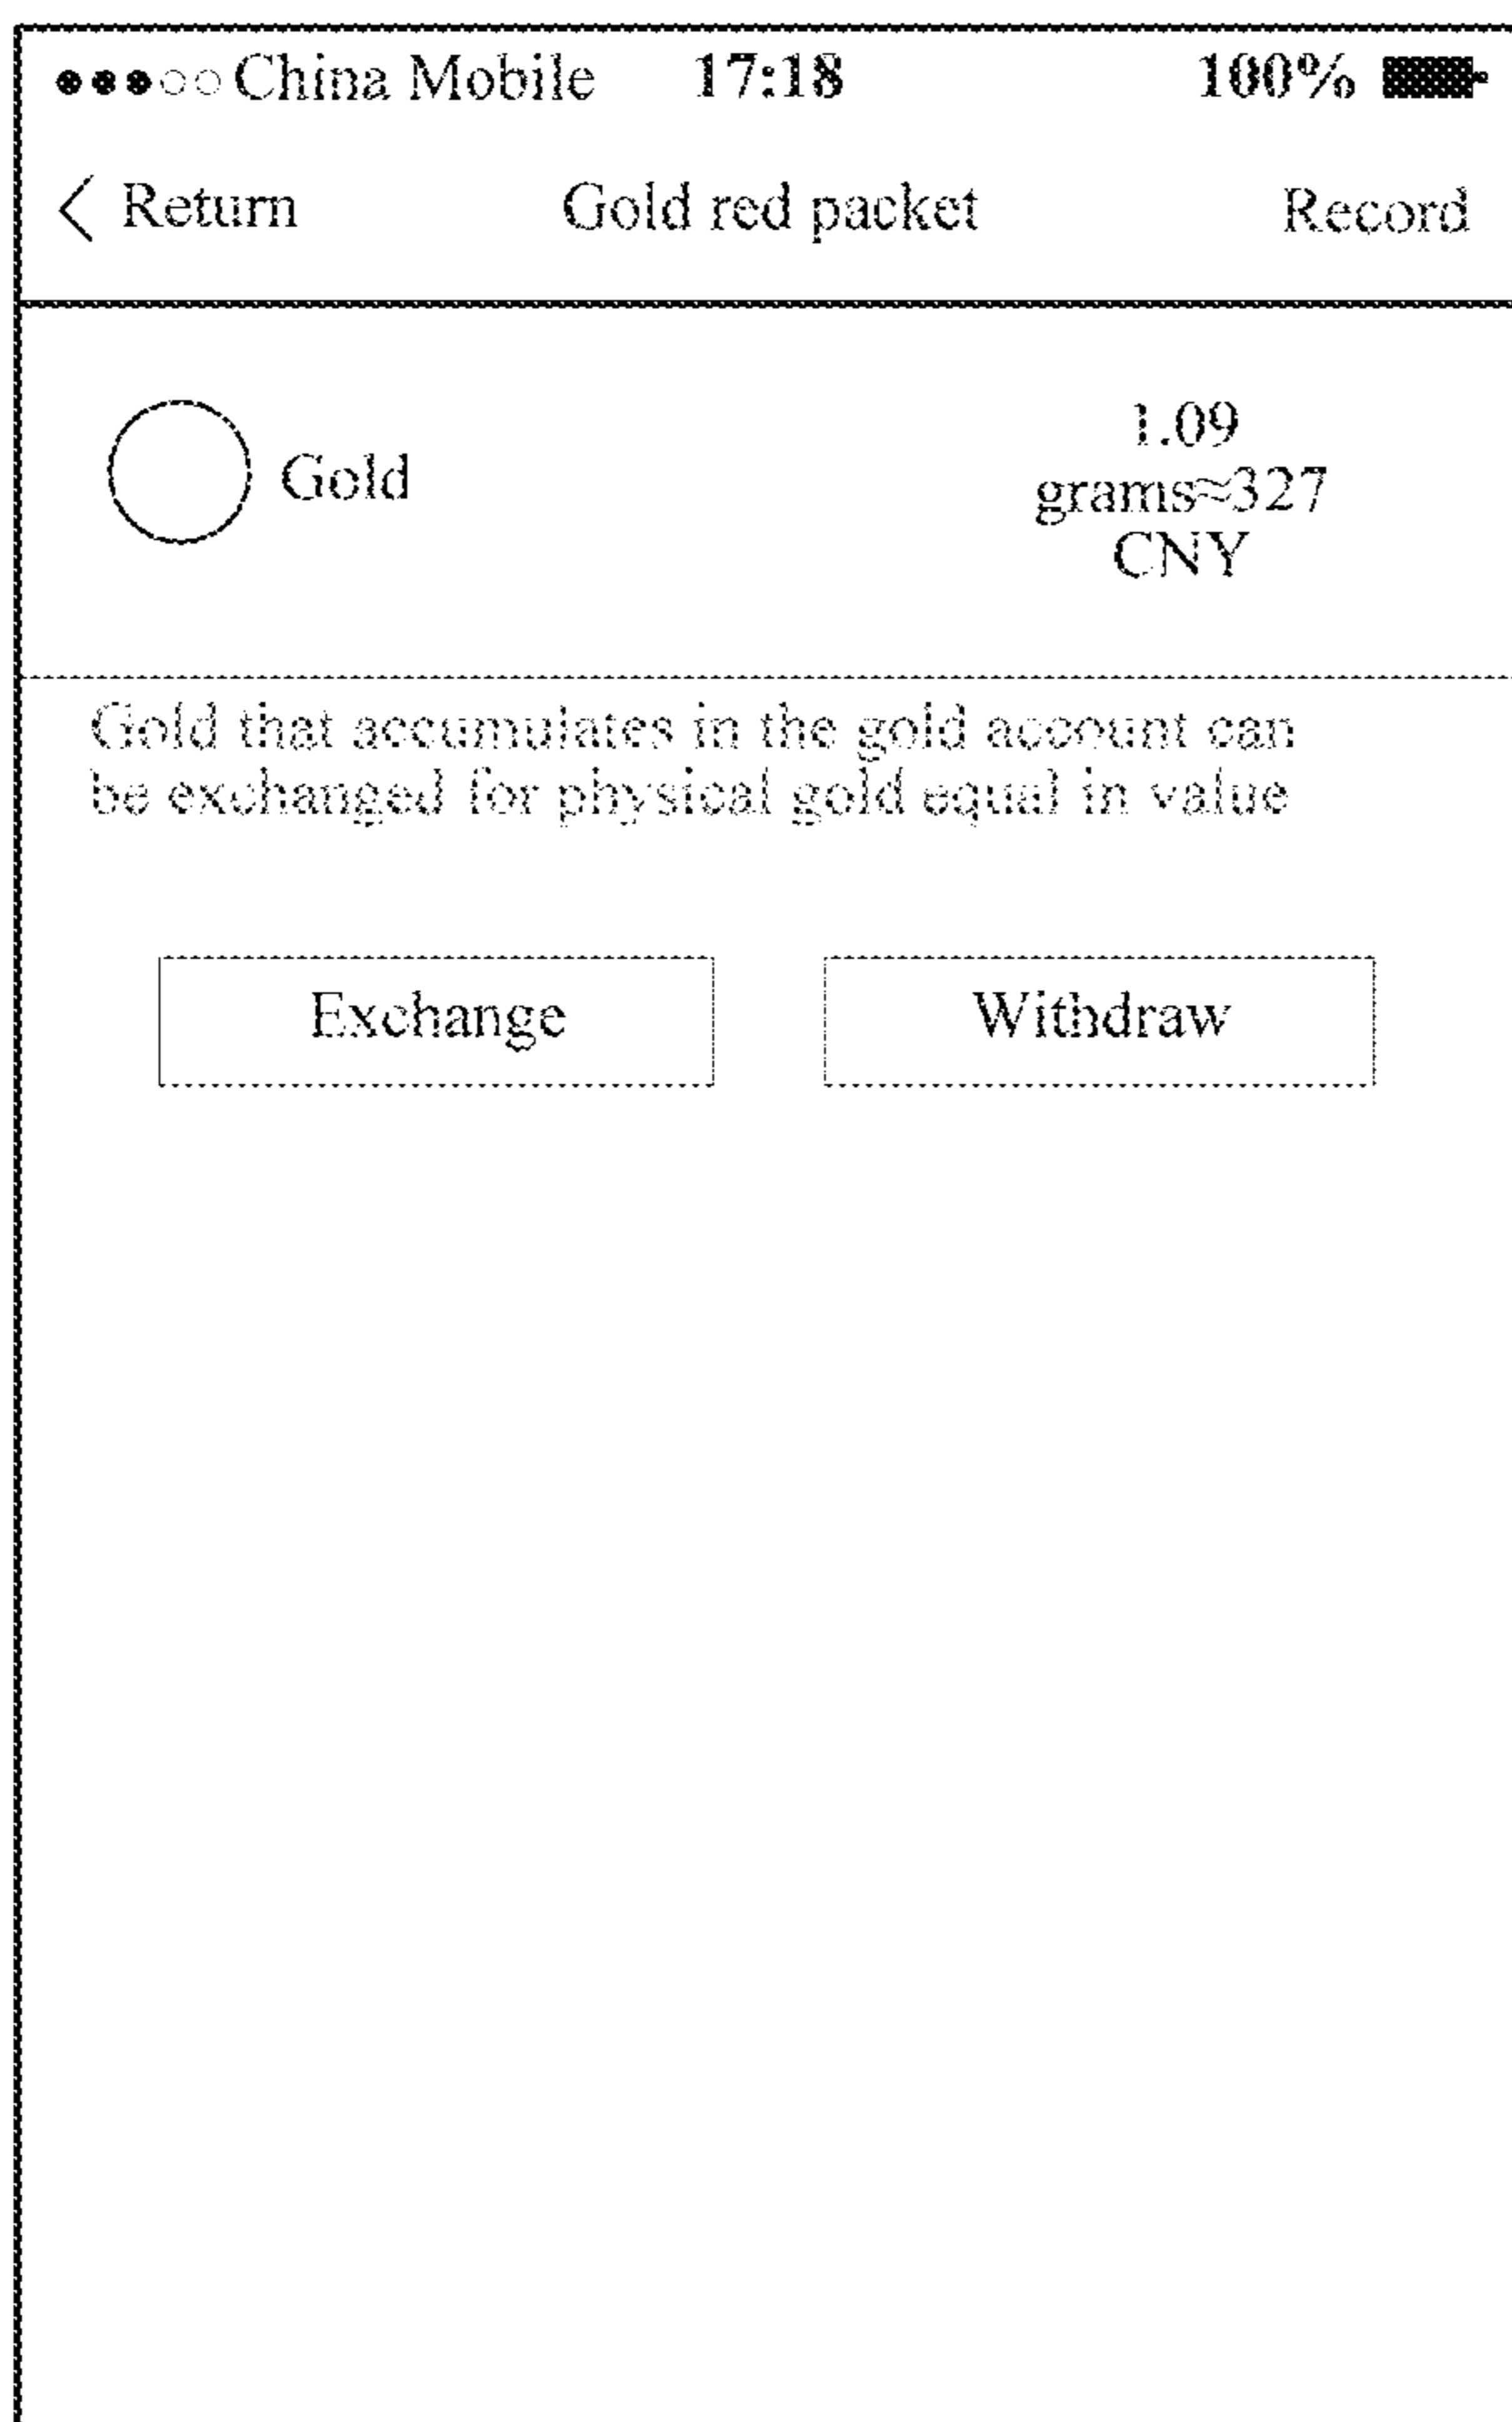 China Mobile 17:18 100%
Return Gold red packet Record
Gold
1.09
grams≈327
CNY
Gold that accumulates in the gold account can
be exchanged for physical gold equal in value
Exchange Withdraw